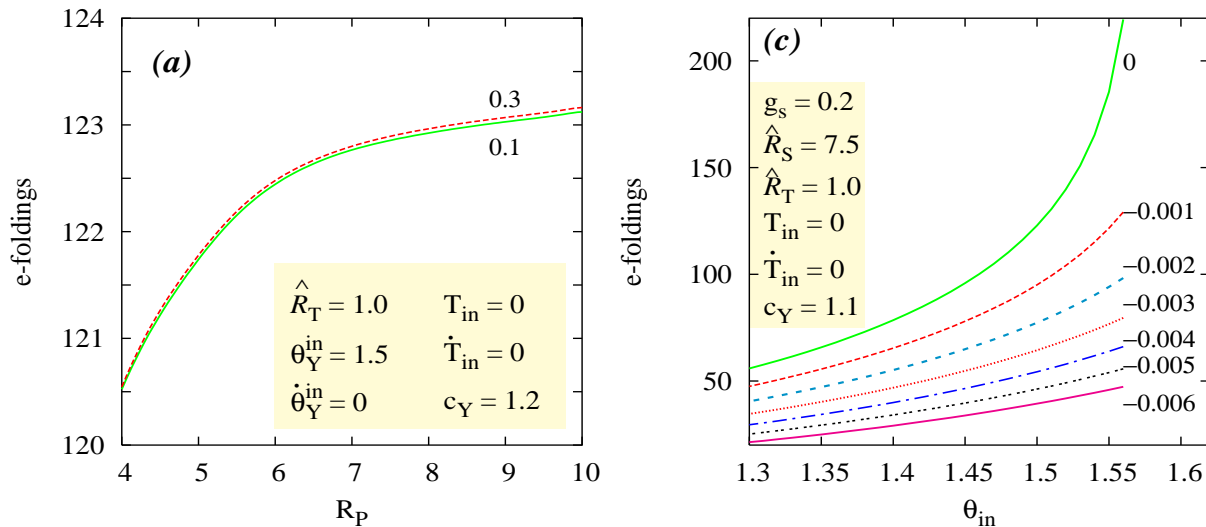 (a)
124
123
122
121
120
e-foldings
0.3
0.1
R̂_T = 1.0 T_in = 0
θ_Y^in = 1.5 Ṫ_in = 0
θ̇_Y^in = 0 c_Y = 1.2
4 5 6 7 8 9 10
R_P
(c)
200
150
100
50
e-foldings
g_s = 0.2
R̂_S = 7.5
R̂_T = 1.0
T_in = 0
Ṫ_in = 0
c_Y = 1.1
0
−0.001
−0.002
−0.003
−0.004
−0.005
−0.006
1.3 1.35 1.4 1.45 1.5 1.55 1.6
θ_in